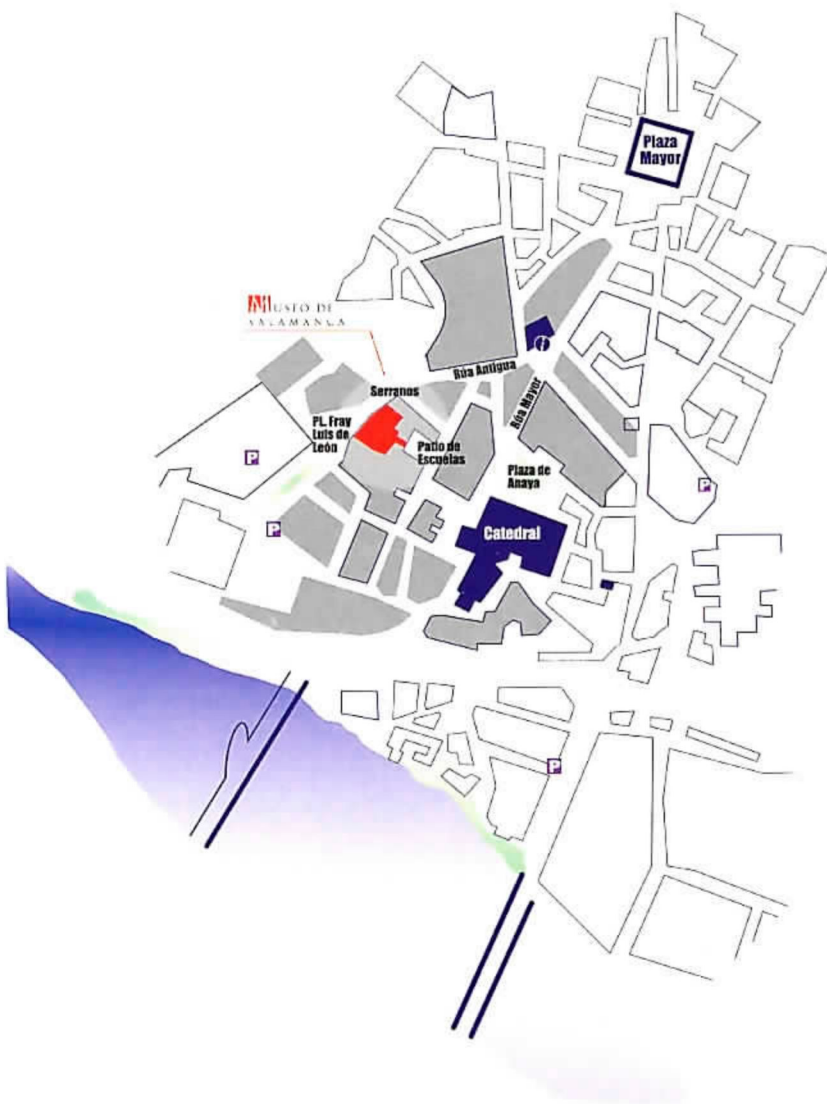 Plaza
Mayor
MUSEO DE
SALAMANCA
i
Rúa Antigua
Serranos
Rúa Mayor
PL. Fray
Luis de
León
Patio de
Escuelas
Plaza de
Anaya
P
P
P
Catedral
P